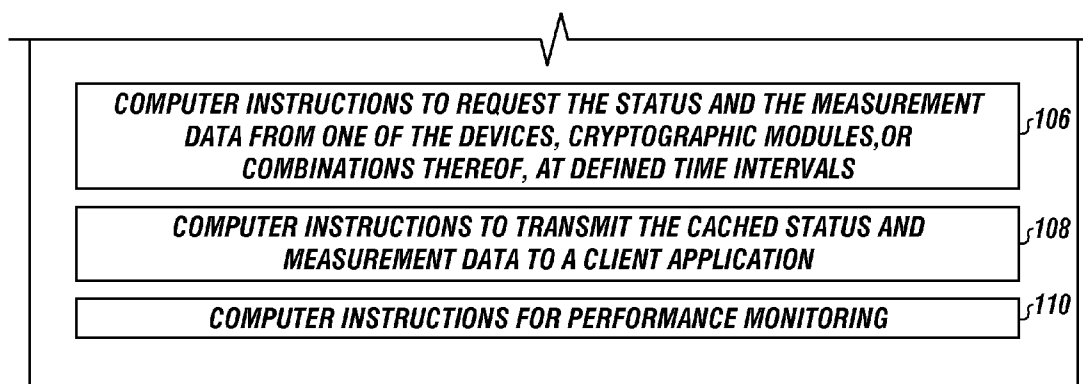 COMPUTER INSTRUCTIONS TO REQUEST THE STATUS AND THE MEASUREMENT
DATA FROM ONE OF THE DEVICES, CRYPTOGRAPHIC MODULES,OR
COMBINATIONS THEREOF, AT DEFINED TIME INTERVALS
106
COMPUTER INSTRUCTIONS TO TRANSMIT THE CACHED STATUS AND
MEASUREMENT DATA TO A CLIENT APPLICATION
108
COMPUTER INSTRUCTIONS FOR PERFORMANCE MONITORING
110